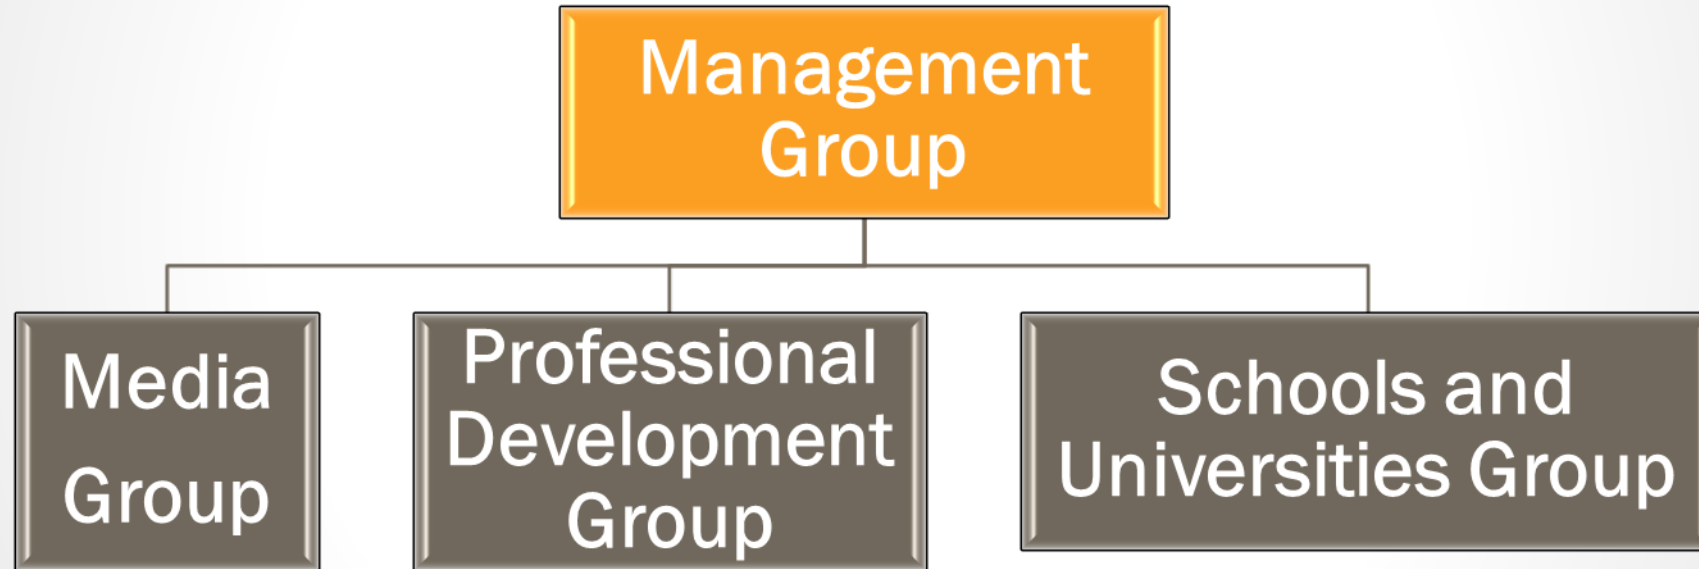 Management
Group
Media
Group
Professional
Development
Group
Schools and
Universities Group